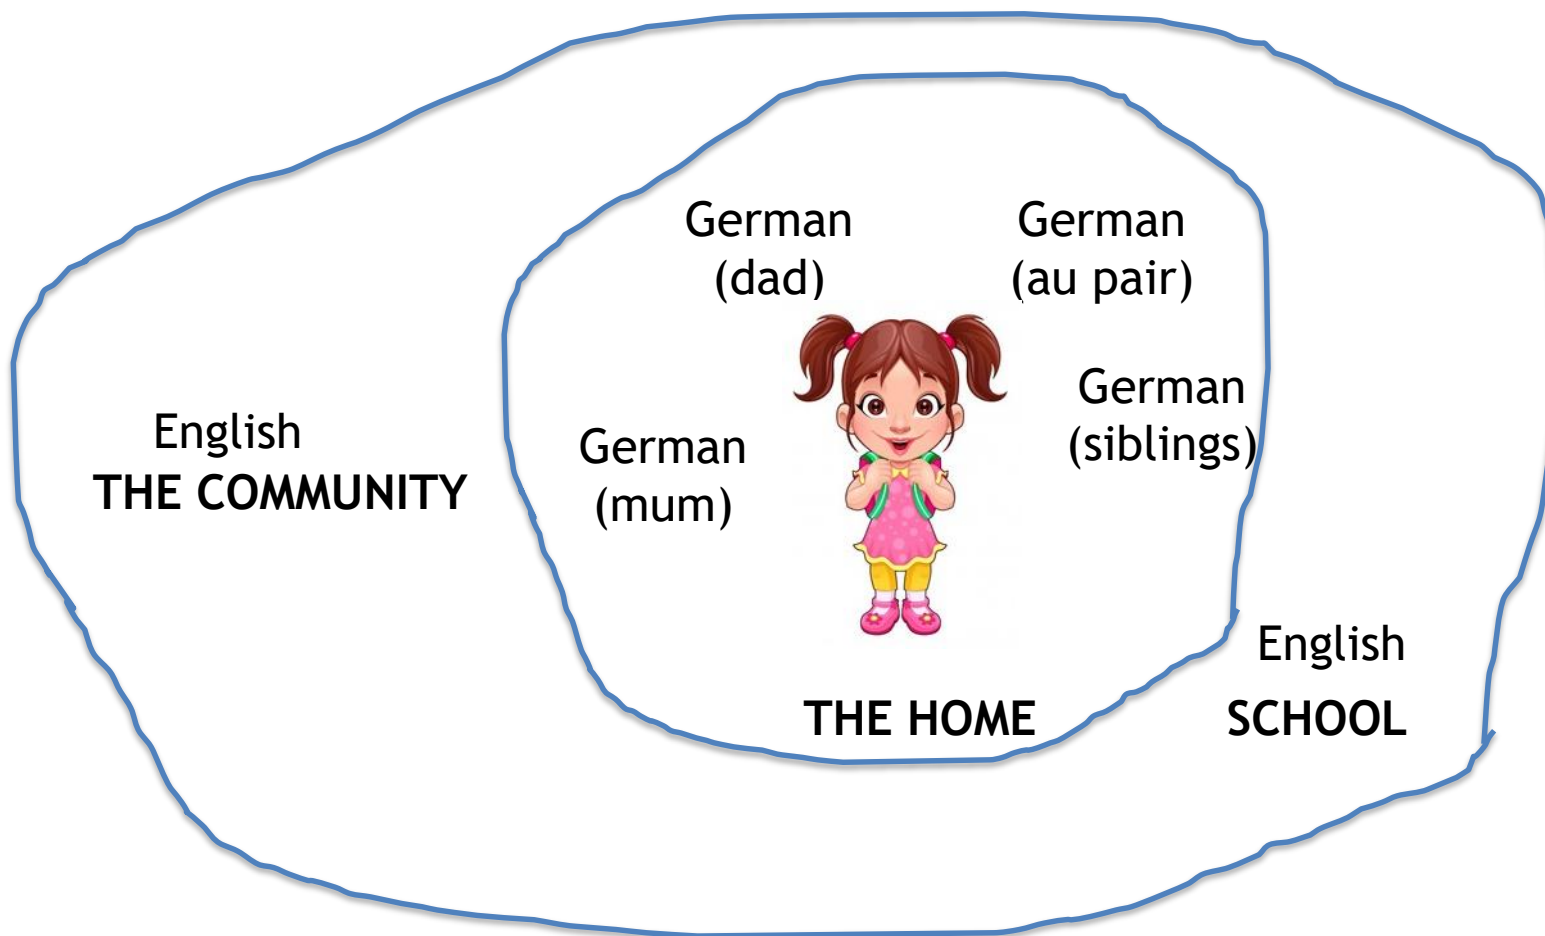 German
(dad)
German
(au pair)
German
(siblings)
German
(mum)
English
THE COMMUNITY
English
SCHOOL
THE HOME